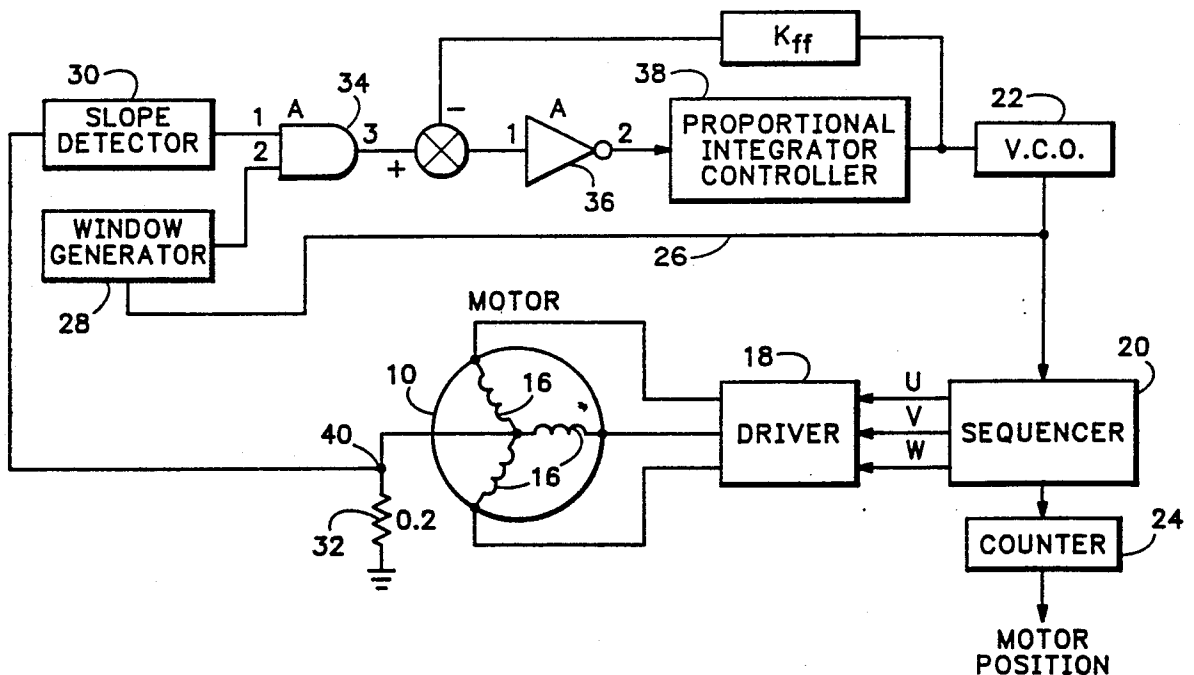 Kff
30
38
34
22
SLOPE
DETECTOR
1
A
2
3
+
−
A
1
2
36
PROPORTIONAL
INTEGRATOR
CONTROLLER
V.C.O.
WINDOW
GENERATOR
28
26
MOTOR
10
16
16
18
20
DRIVER
U
V
W
SEQUENCER
40
32
0.2
COUNTER
24
MOTOR
POSITION